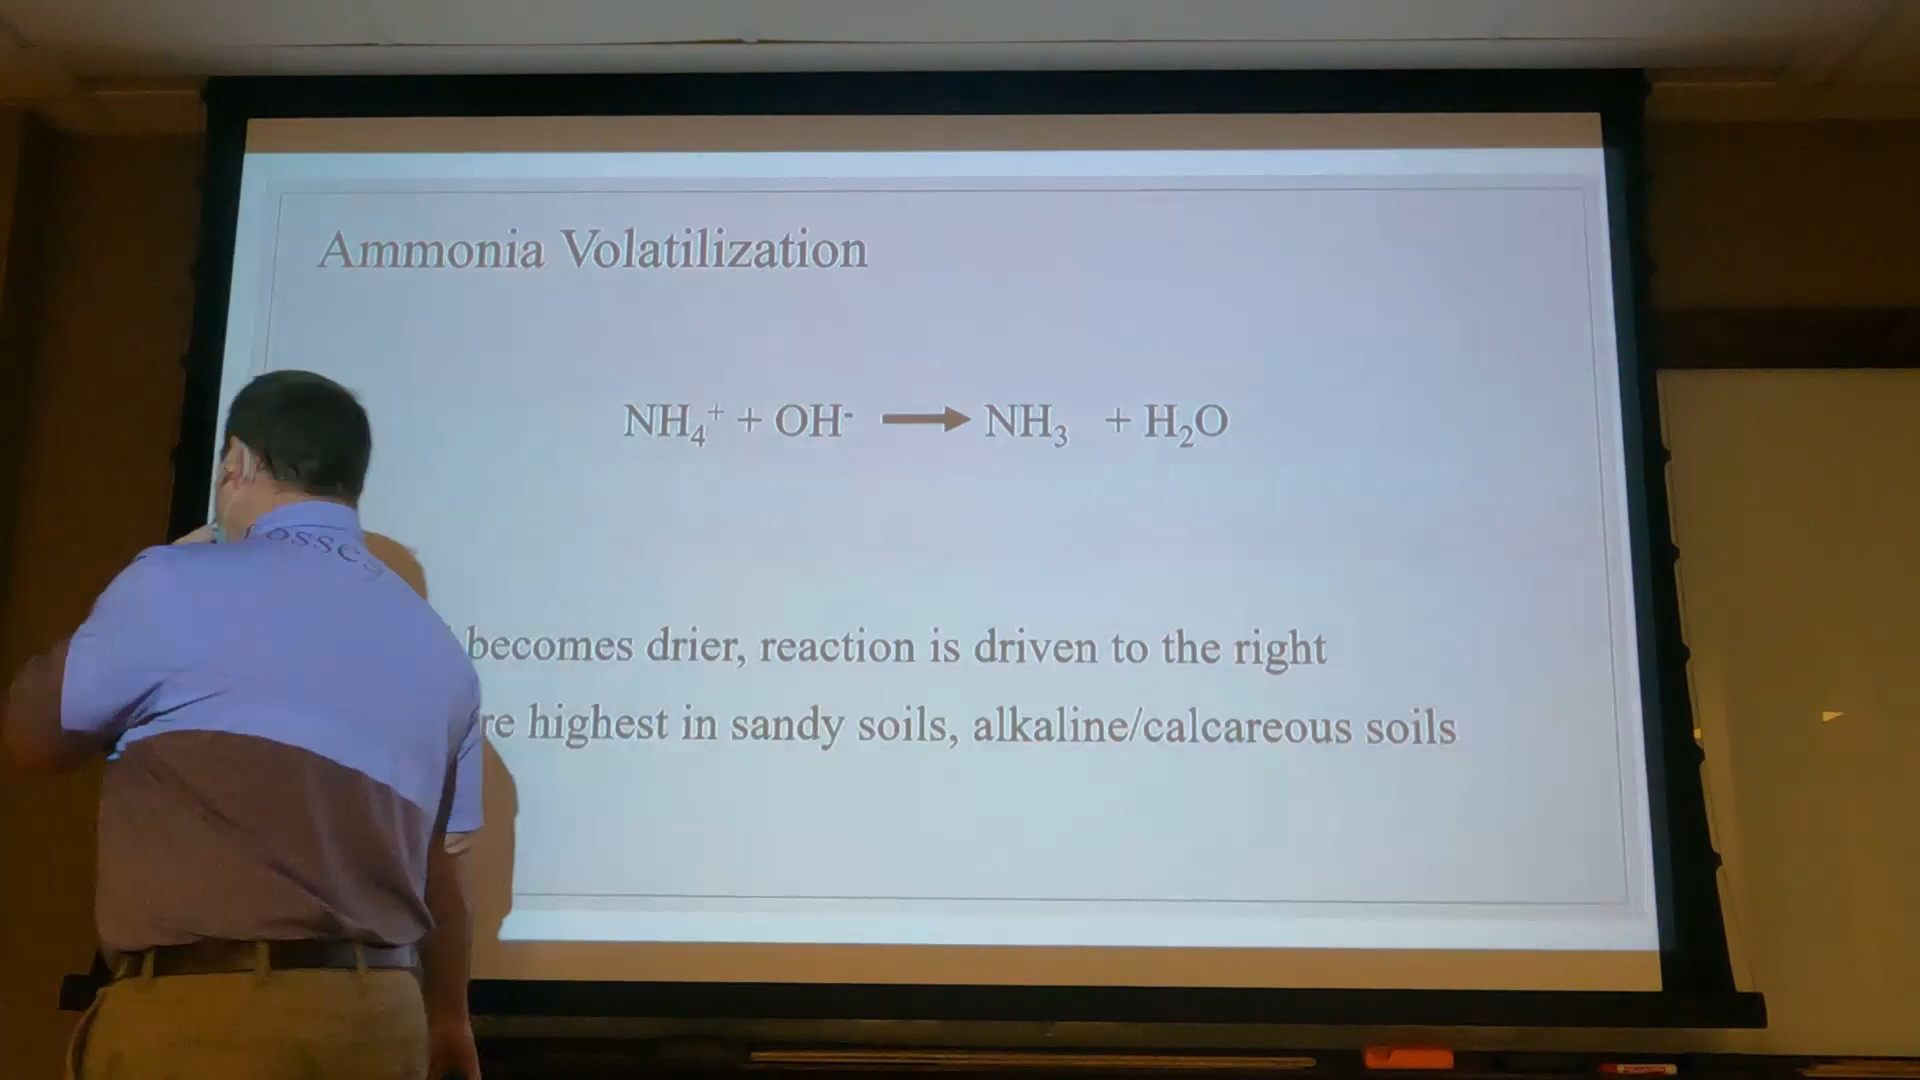 Ammonia Volatilization
NH₄⁺ + OH⁻ → NH₃ + H₂O
becomes drier, reaction is driven to the right
re highest in sandy soils, alkaline/calcareous soils